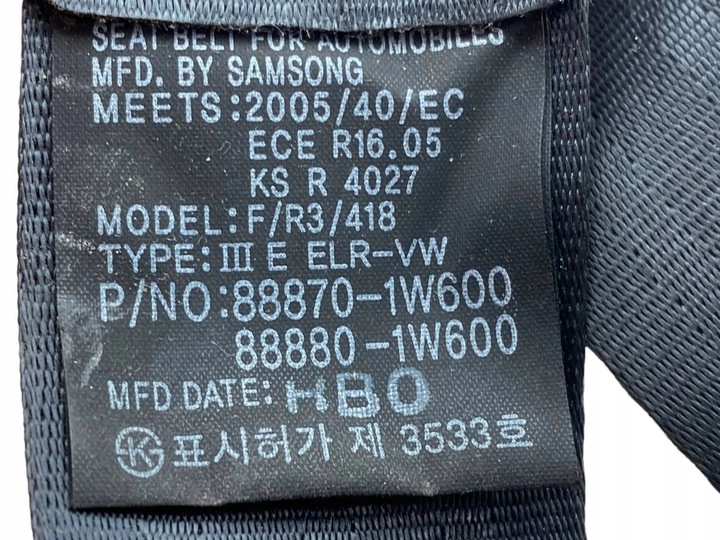 SEAT BELT FOR AUTOMOBILES
MFD. BY SAMSONG
MEETS:2005/40/EC
ECE R16.05
KS R 4027
MODEL:F/R3/418
TYPE:Ⅲ E ELR-VW
P/NO:88870-1W600
88880-1W600
MFD DATE: HBO
표시허가 제 3533호